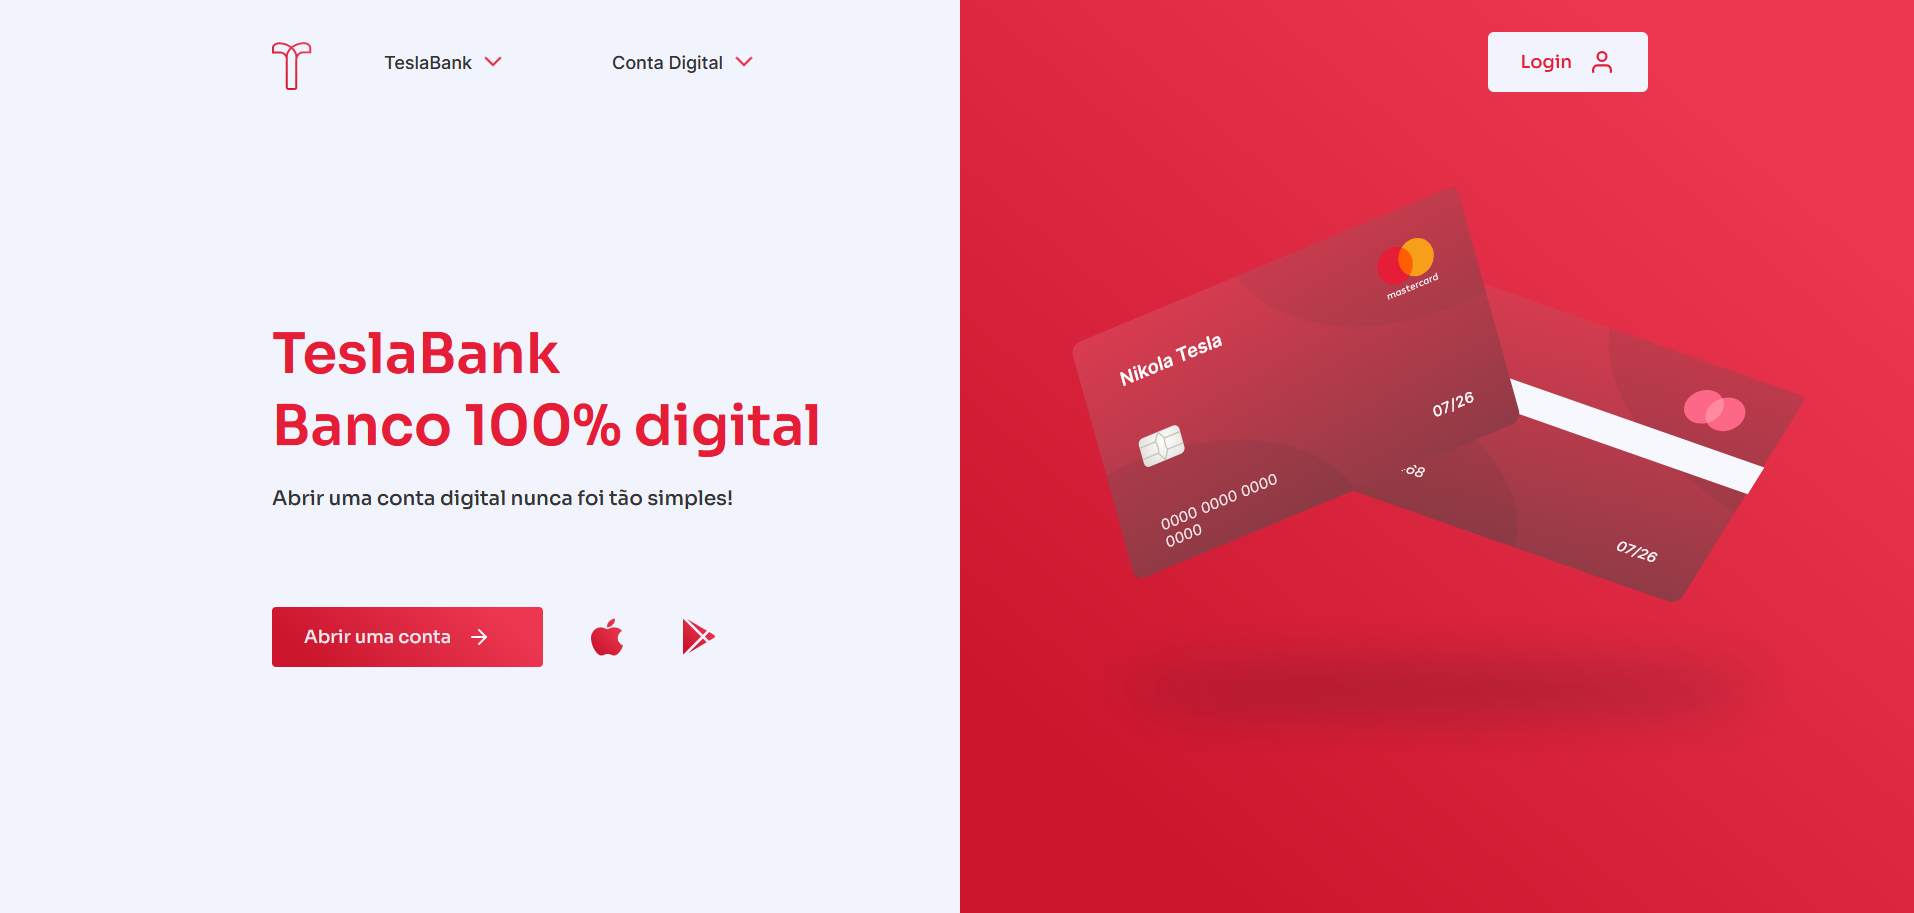 TeslaBank
Conta Digital
Login
TeslaBank
Banco 100% digital
Abrir uma conta digital nunca foi tão simples!
Abrir uma conta
mastercard
Nikola Tesla
07/26
0000 0000 0000
0000
07/26